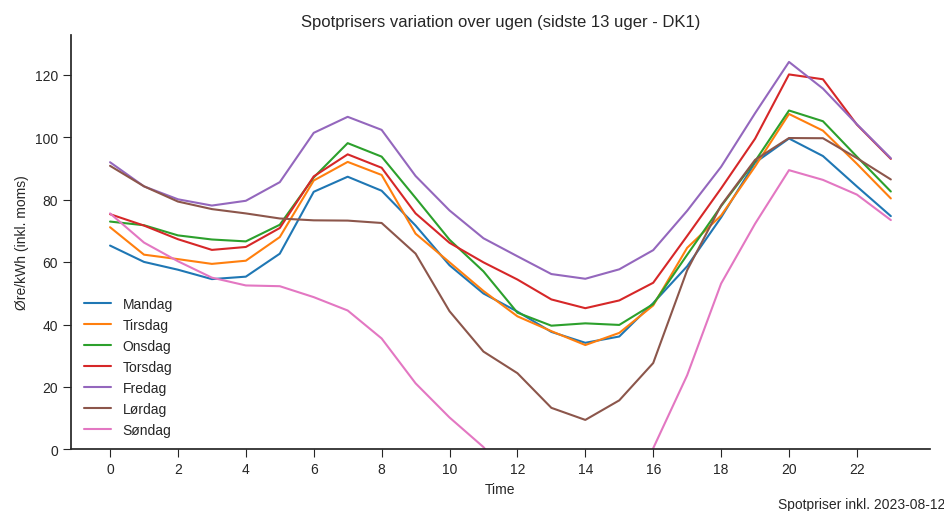 Spotprisers variation over ugen (sidste 13 uger - DK1)
Øre/kWh (inkl. moms)
120
100
80
60
40
20
0
Mandag
Tirsdag
Onsdag
Torsdag
Fredag
Lørdag
Søndag
0 2 4 6 8 10 12 14 16 18 20 22
Time
Spotpriser inkl. 2023-08-12